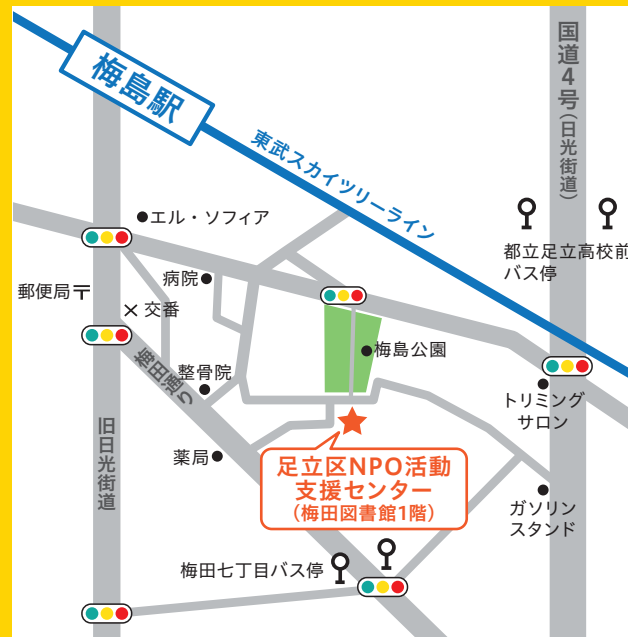 梅島駅
東武スカイツリーライン
国道4号(日光街道)
エル・ソフィア
都立足立高校前
バス停
病院
郵便局〒
交番
梅島公園
梅田通り
整骨院
トリミング
サロン
旧日光街道
薬局
足立区NPO活動
支援センター
(梅田図書館1階)
ガソリン
スタンド
梅田七丁目バス停